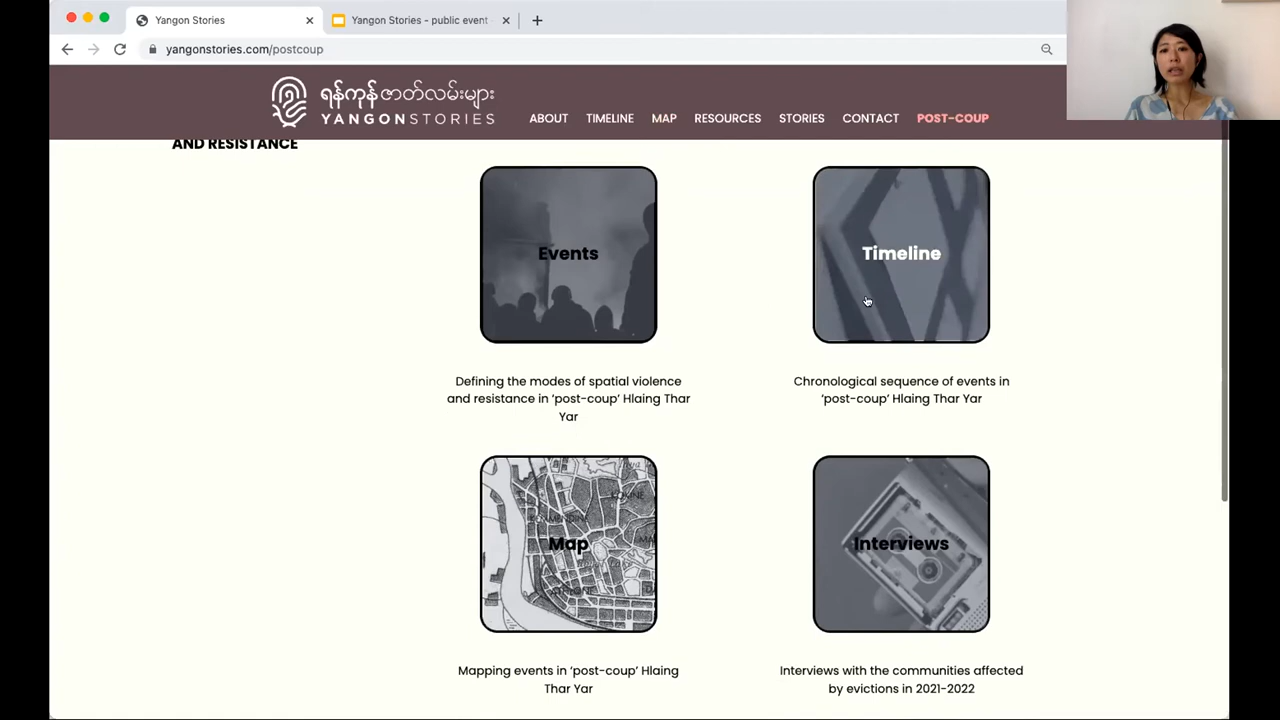 Yangon Stories
Yangon Stories - public event
yangonstories.com/postcoup
ရန်ကုန်ဇာတ်လမ်းများ
YANGONSTORIES
ABOUT TIMELINE MAP RESOURCES STORIES CONTACT POST-COUP
AND RESISTANCE
Events
Timeline
Defining the modes of spatial violence
and resistance in ‘post-coup’ Hlaing Thar
Yar
Chronological sequence of events in
‘post-coup’ Hlaing Thar Yar
Map
Interviews
Mapping events in ‘post-coup’ Hlaing
Thar Yar
Interviews with the communities affected
by evictions in 2021-2022